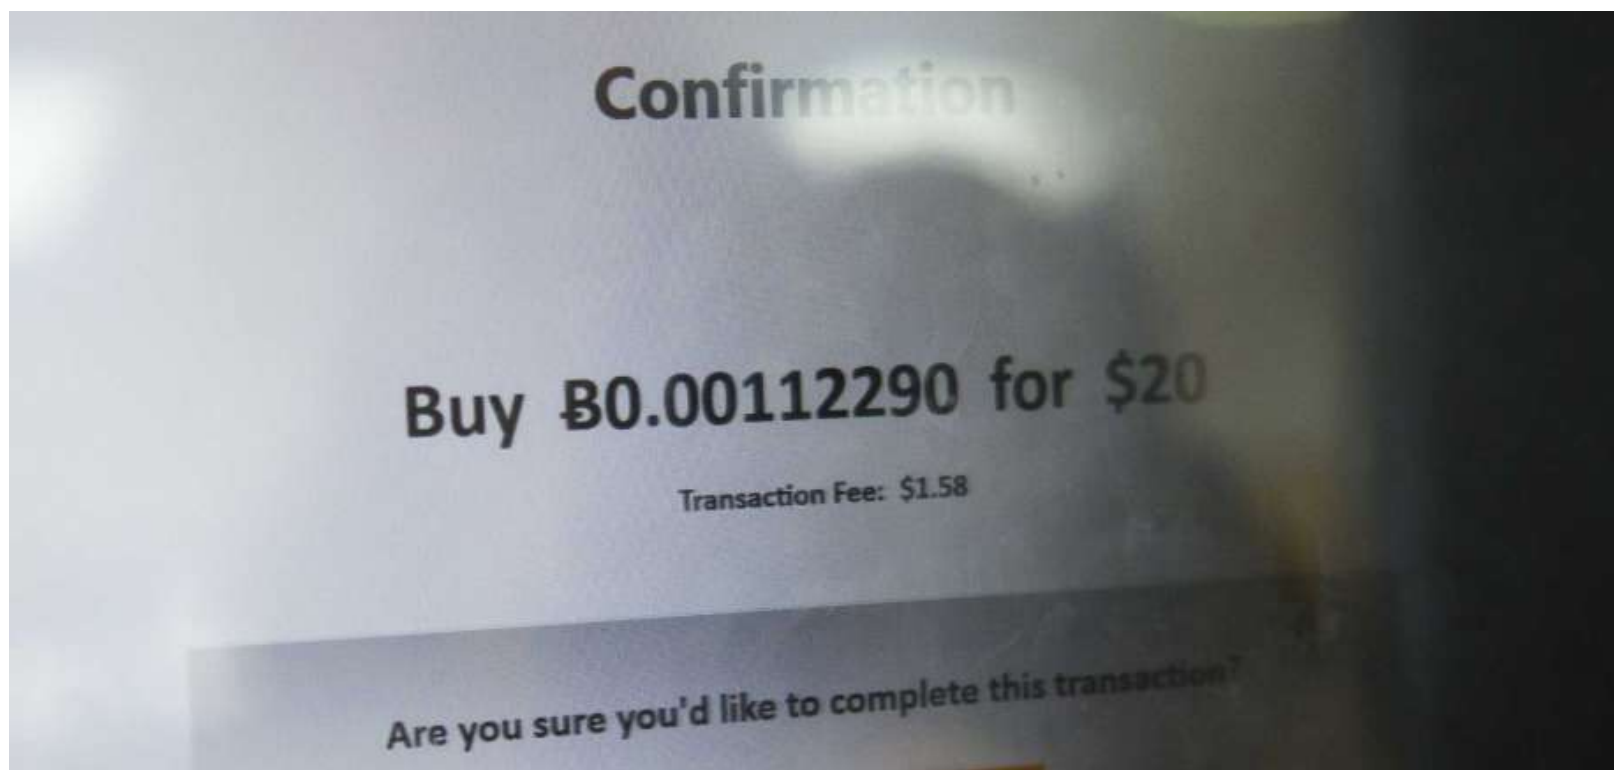 Confirmation
Buy Ƀ0.00112290 for $20
Transaction Fee: $1.58
Are you sure you'd like to complete this transaction?